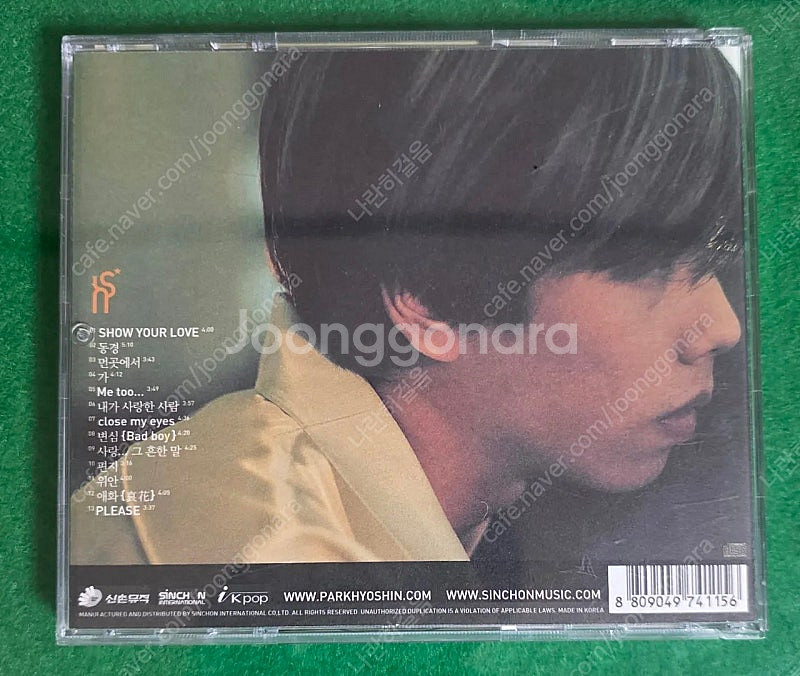 01 SHOW YOUR LOVE 4:00
02 동경 5:10
03 먼곳에서 3:43
04 가 4:12
05 Me too... 3:49
06 내가 사랑한 사람 3:57
07 close my eyes 4:36
08 변심{Bad boy} 4:20
09 사랑... 그 흔한 말 4:25
10 편지 3:16
11 위안 4:00
12 애화{哀花} 4:05
13 PLEASE 3:37
Joonggonara
cafe.naver.com/joonggonara
나란히걸음
신촌뮤직 SINCHON INTERNATIONAL i K pop WWW.PARKHYOSHIN.COM WWW.SINCHONMUSIC.COM
MANUFACTURED AND DISTRIBUTED BY SINCHON INTERNATIONAL CO,LTD. ALL RIGHTS RESERVED. UNAUTHORIZED DUPLICATION IS A VIOLATION OF APPLICABLE LAWS. MADE IN KOREA
8 809049 741156